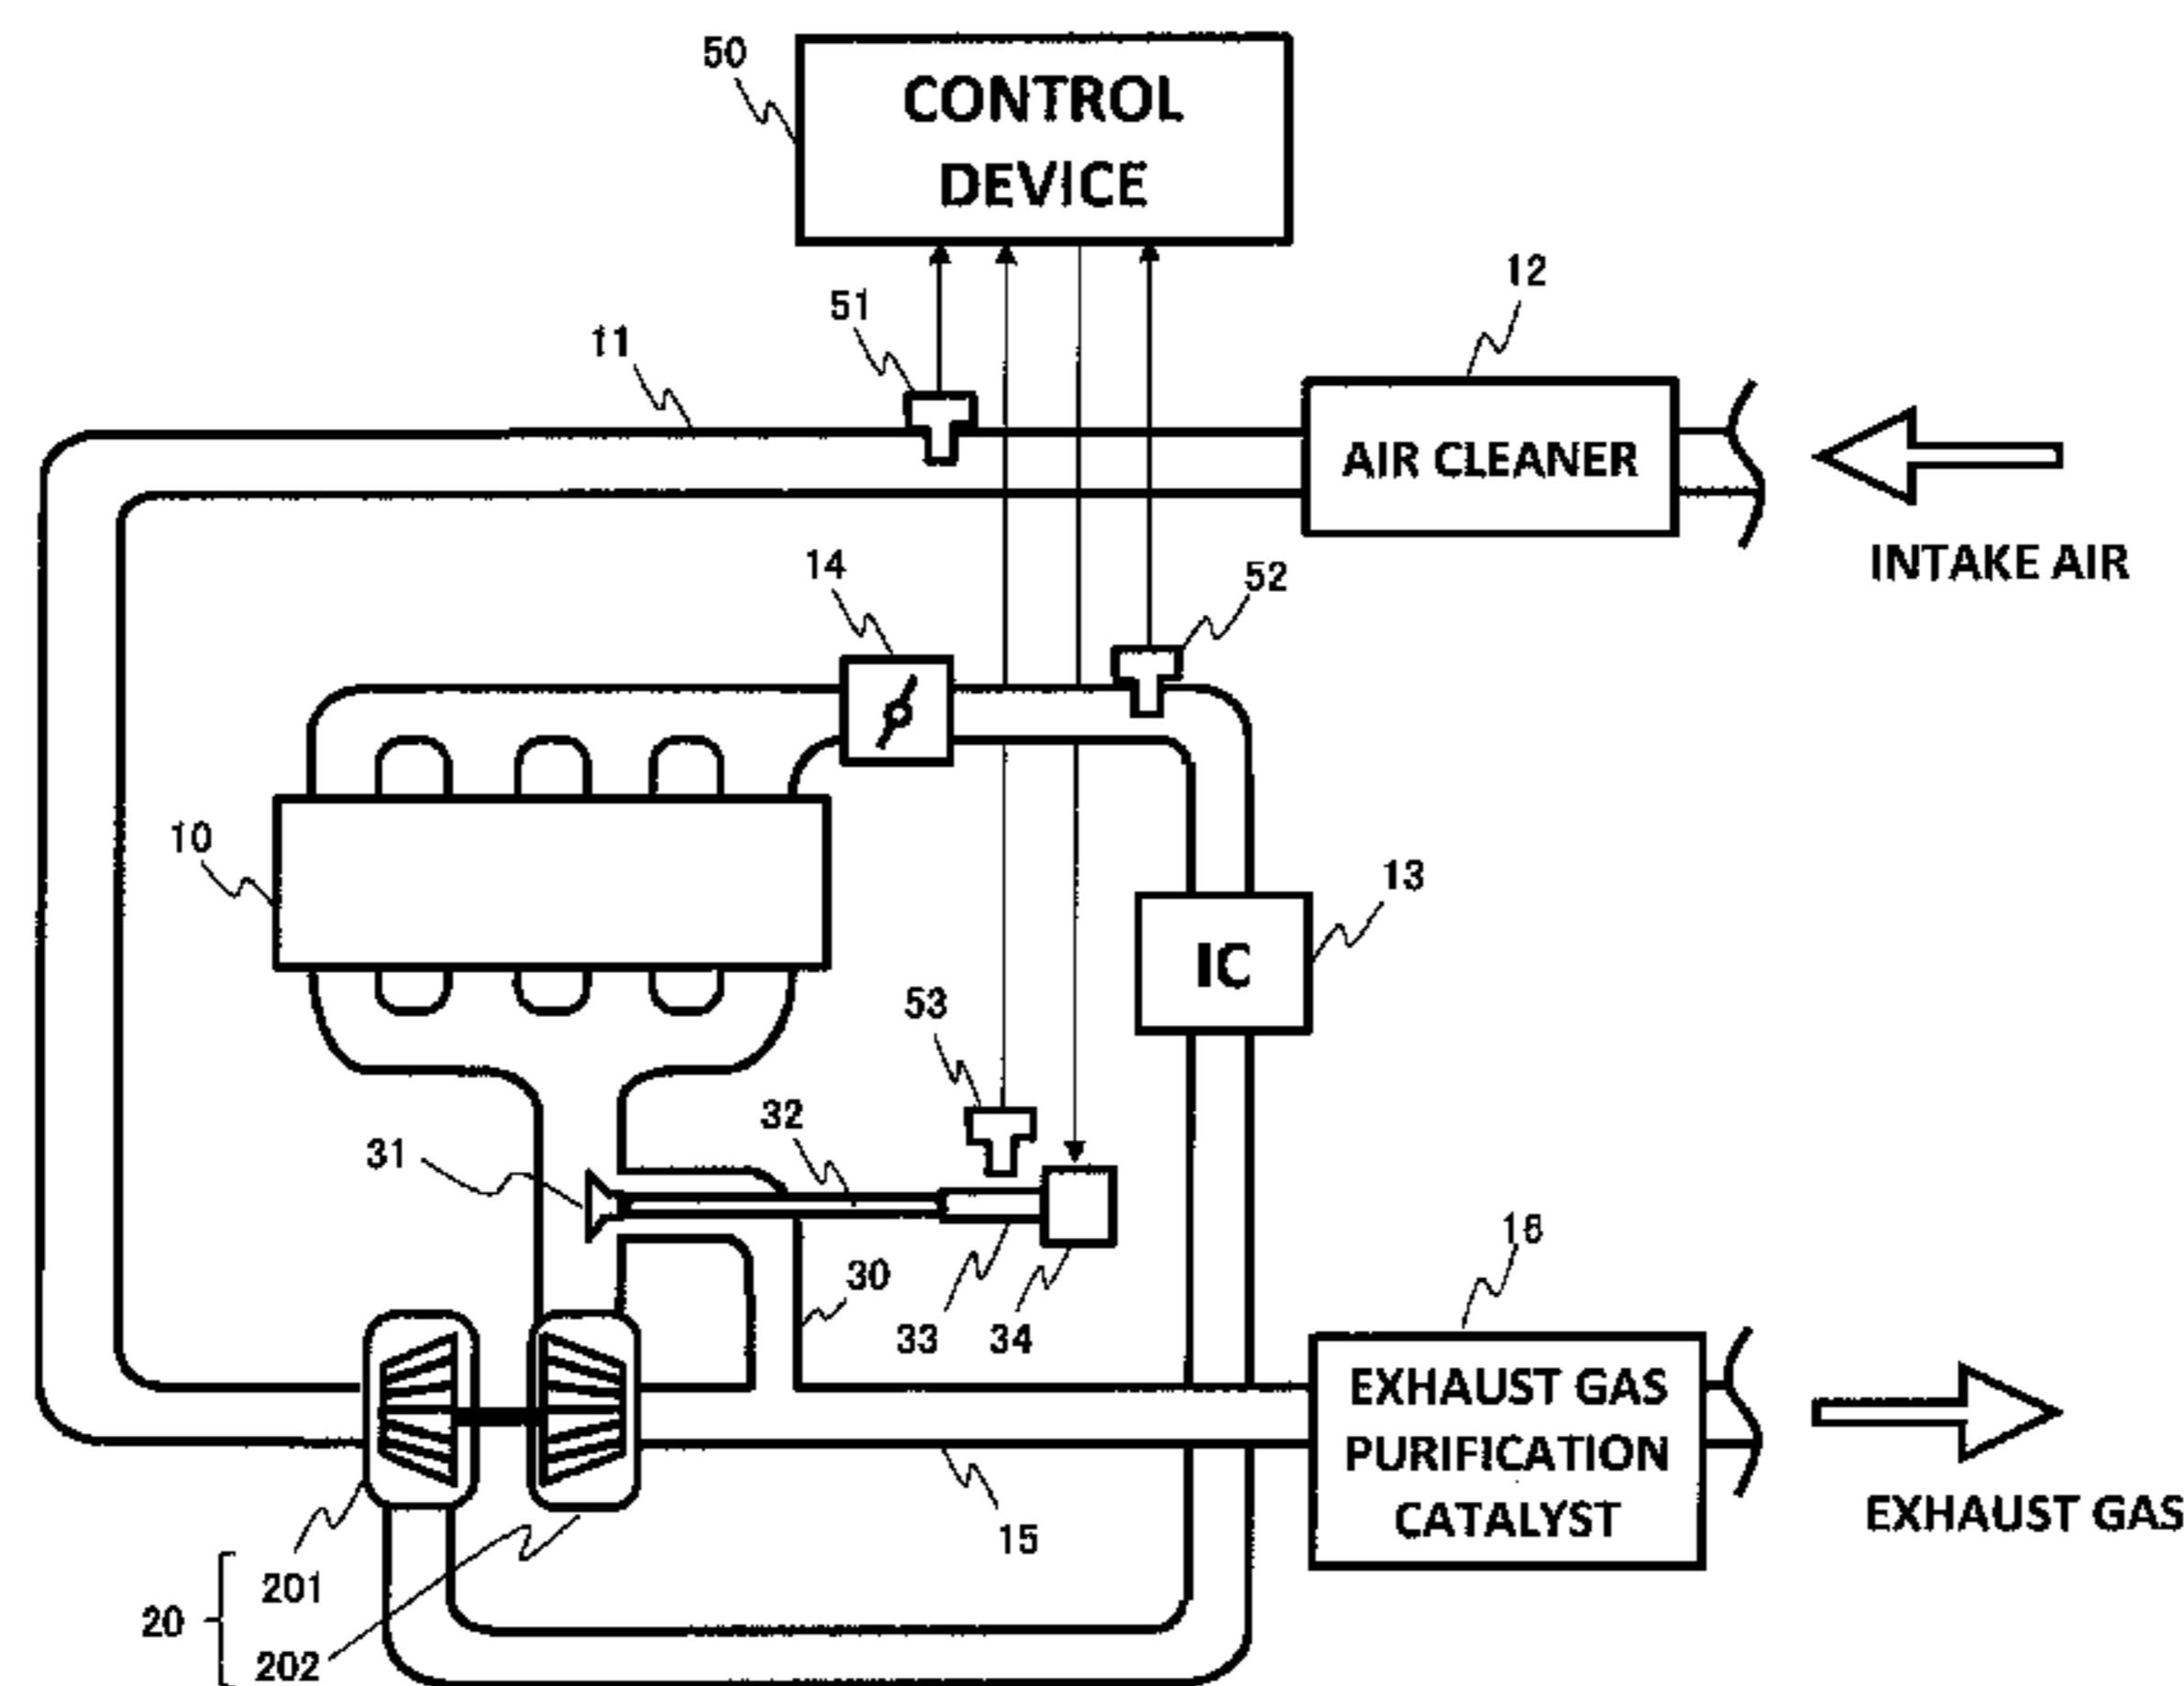 50
CONTROL
DEVICE
12
51
11
AIR CLEANER
INTAKE AIR
14
52
10
13
IC
53
32
31
16
30
33
34
EXHAUST GAS
PURIFICATION
CATALYST
EXHAUST GAS
15
201
20
202